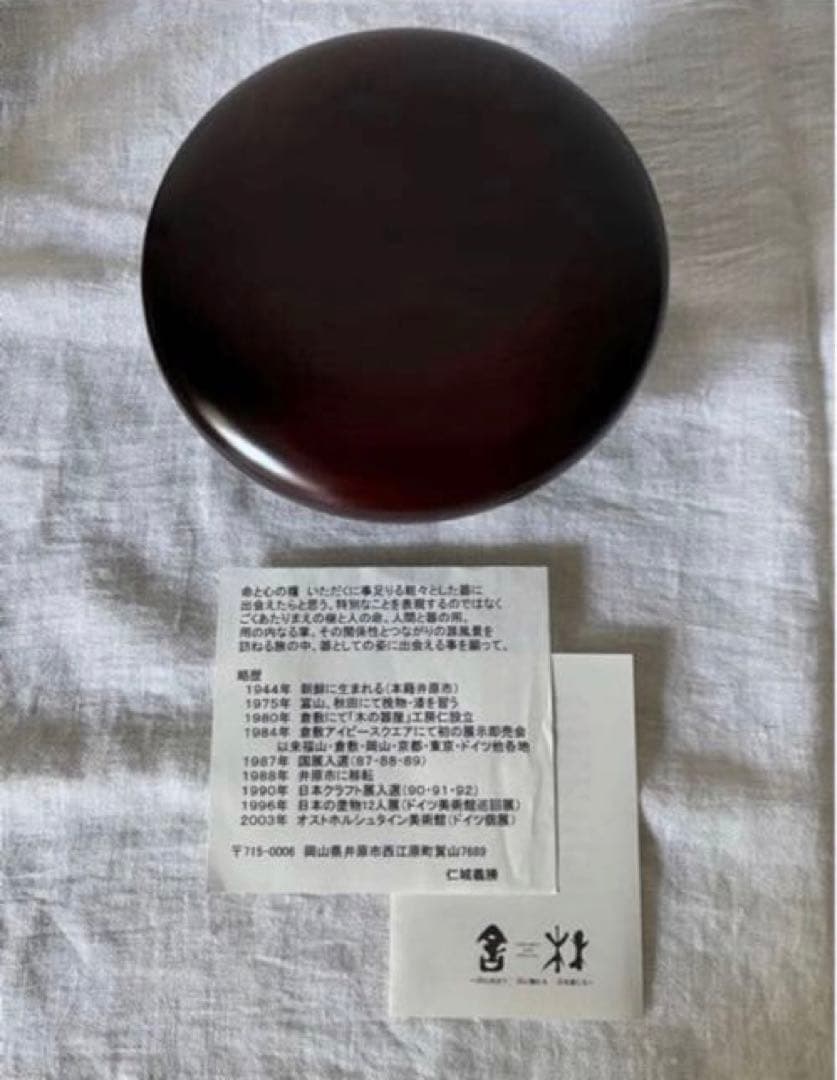 命と心の糧 いただくに事足りる軽々とした器に
出会えたらと思う。特別なことを表現するのではなく
ごくあたりまえの様と人の命。人間と器の用。
用の内なる業。その関係性とつながりの原風景を
訪ねる旅の中、器としての姿に出会える事を願って。
略歴
1944年 朝鮮に生まれる(本籍井原市)
1975年 富山、秋田にて挽物・漆を習う
1980年 倉敷にて「木の器屋」工房仁設立
1984年 倉敷アイビースクエアにて初の展示即売会
以来福山・倉敷・岡山・京都・東京・ドイツ他各地
1987年 国展入選(87・88・89)
1988年 井原市に移転
1990年 日本クラフト展入選(90・91・92)
1996年 日本の塗物12人展(ドイツ美術館巡回展)
2003年 オストホルシュタイン美術館(ドイツ個展)
〒715-0006 岡山県井原市西江原町賀山7689
仁城義勝